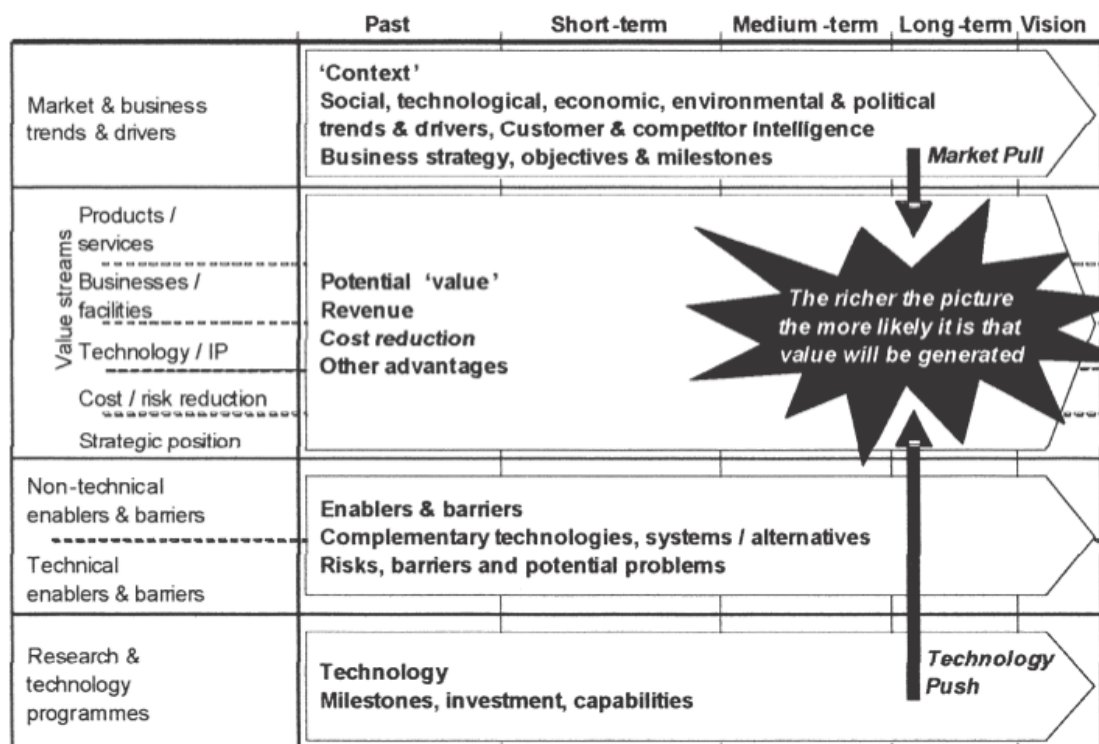 Past Short-term Medium-term Long-term Vision
Market & business
trends & drivers
'Context'
Social, technological, economic, environmental & political
trends & drivers, Customer & competitor intelligence
Business strategy, objectives & milestones
Market Pull
Value streams
Products /
services
Businesses /
facilities
Technology / IP
Cost / risk reduction
Strategic position
Potential 'value'
Revenue
Cost reduction
Other advantages
The richer the picture
the more likely it is that
value will be generated
Non-technical
enablers & barriers
Technical
enablers & barriers
Enablers & barriers
Complementary technologies, systems / alternatives
Risks, barriers and potential problems
Research &
technology
programmes
Technology
Milestones, investment, capabilities
Technology
Push